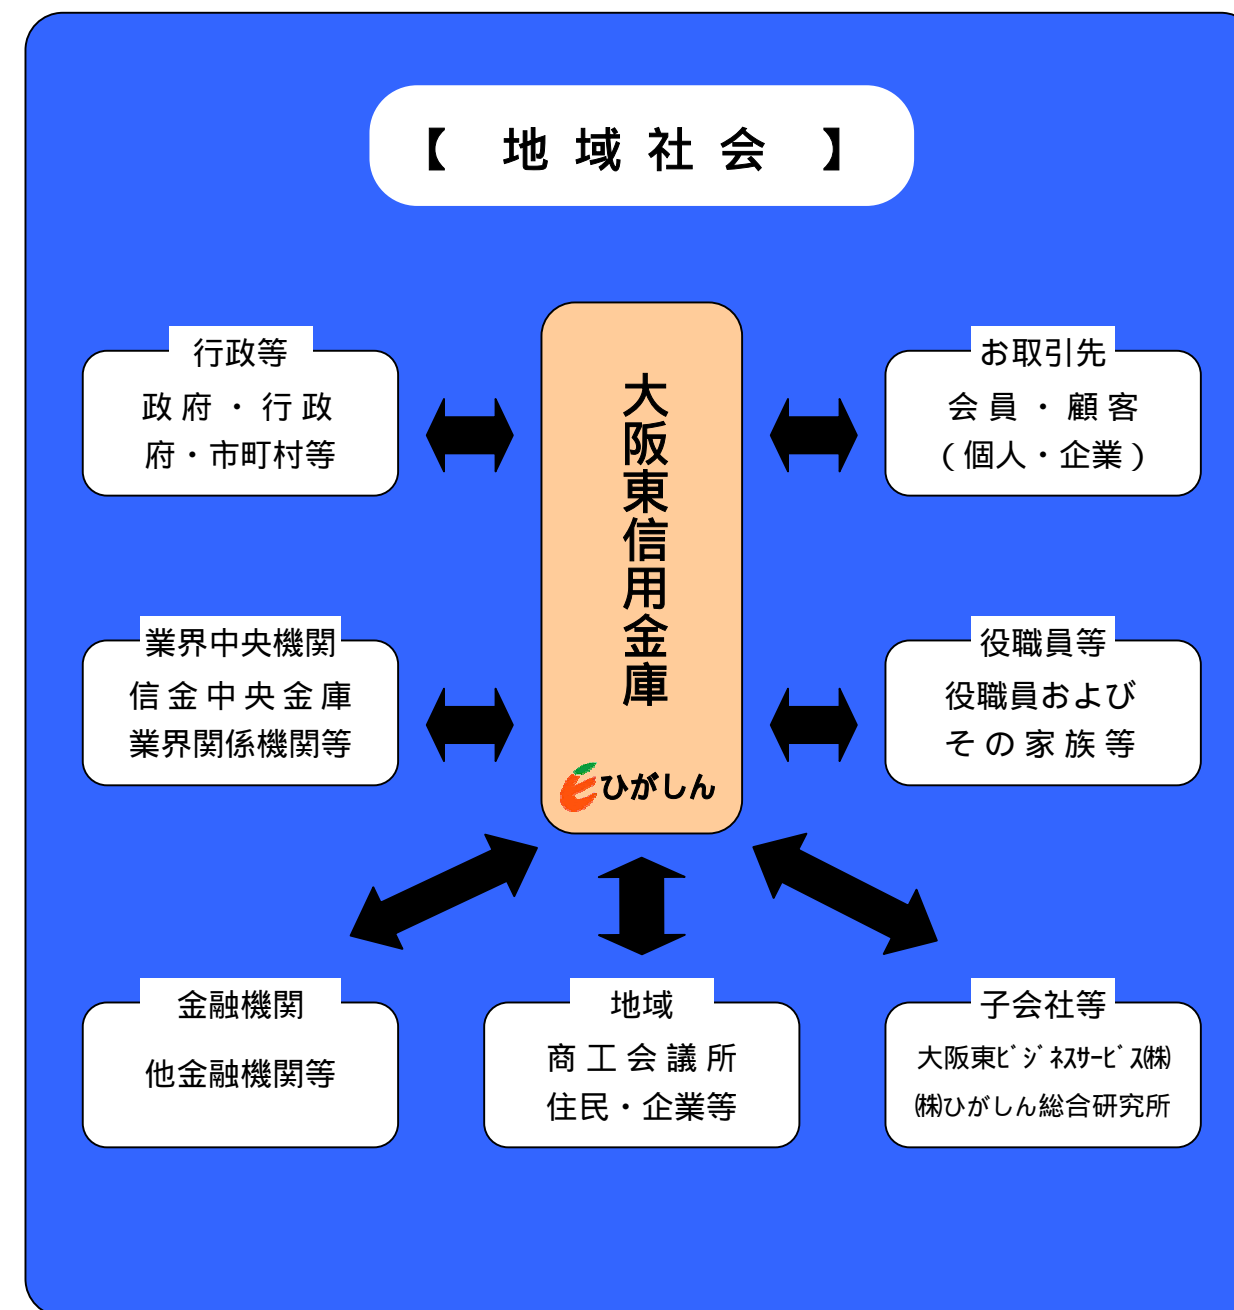 【 地域社会 】
行政等
政府・行政
府・市町村等
大阪東信用金庫
ひがしん
お取引先
会員・顧客
(個人・企業)
業界中央機関
信金中央金庫
業界関係機関等
役職員等
役職員および
その家族等
金融機関
他金融機関等
地域
商工会議所
住民・企業等
子会社等
大阪東ﾋﾞｼﾞﾈｽｻｰﾋﾞｽ㈱
㈱ひがしん総合研究所